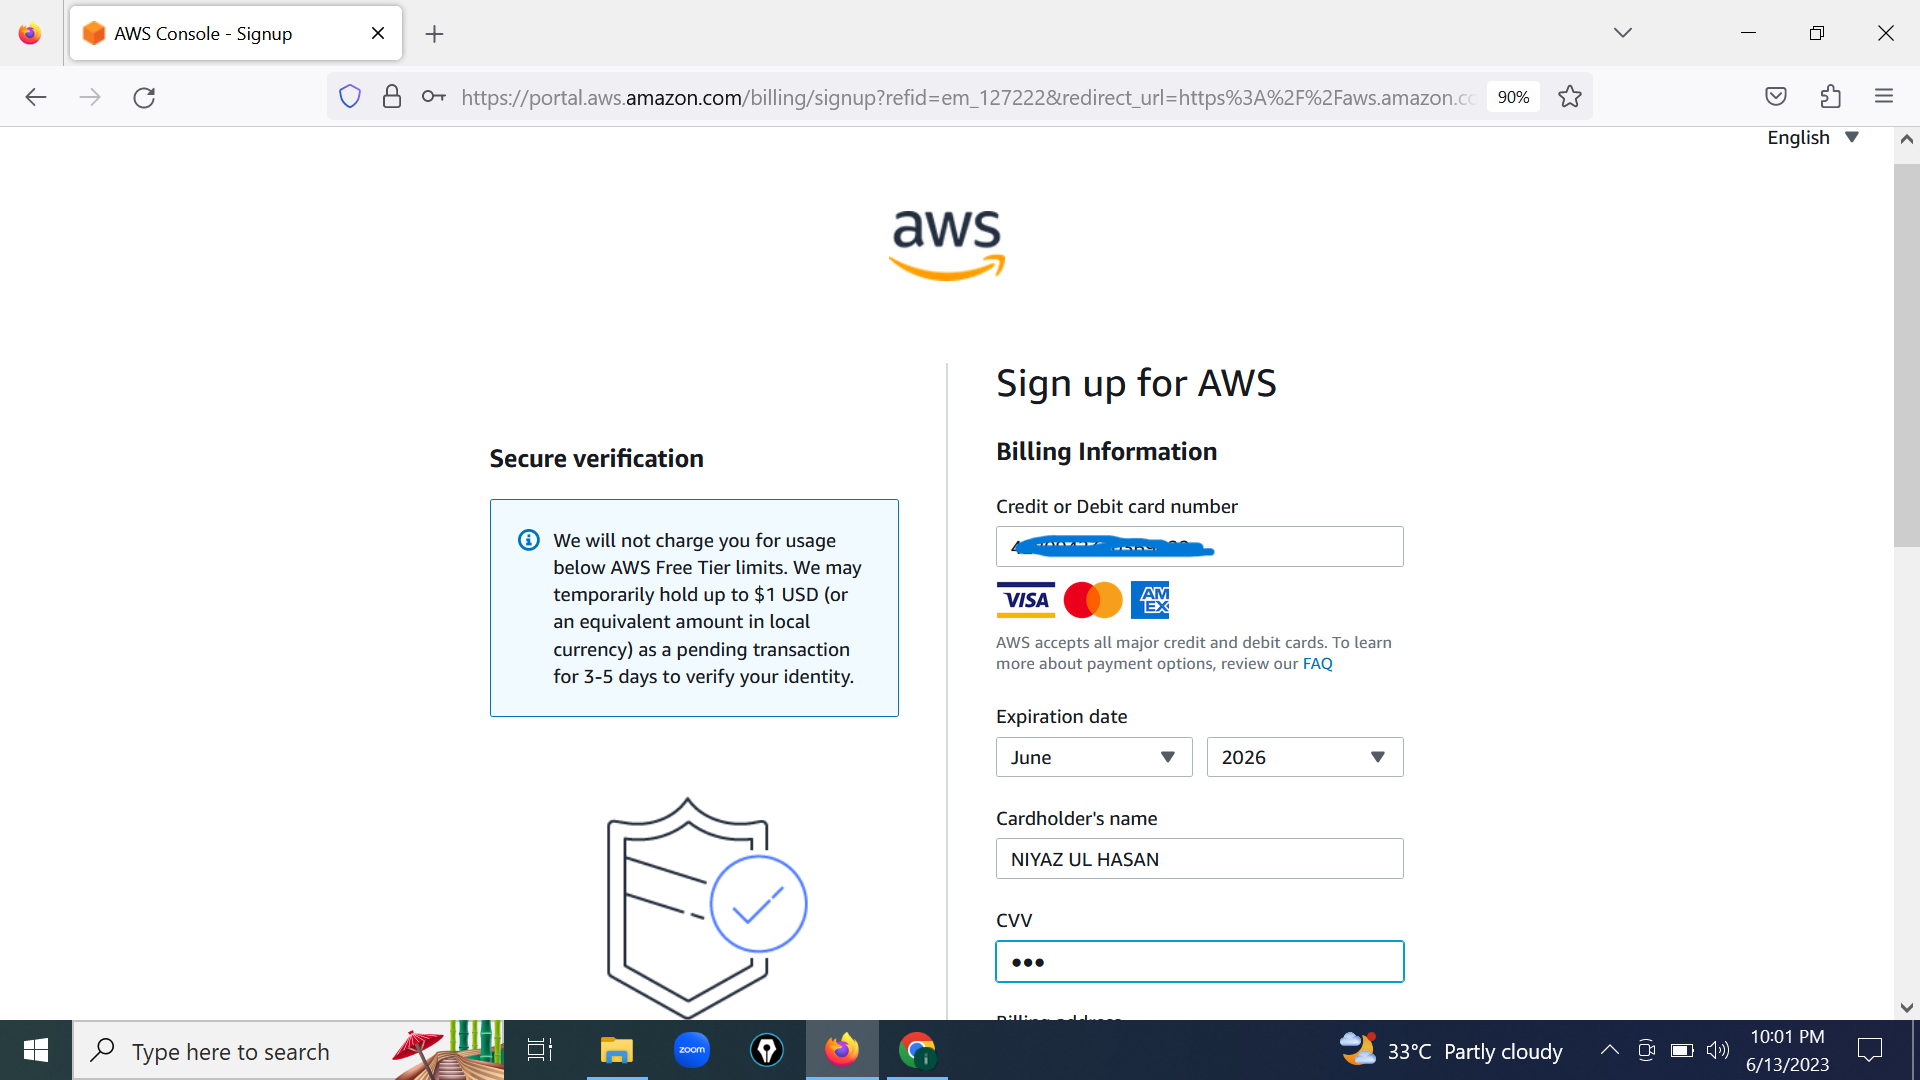 AWS Console - Signup
https://portal.aws.amazon.com/billing/signup?refid=em_127222&redirect_url=https%3A%2F%2Faws.amazon.co
90%
English
aws
Sign up for AWS
Billing Information
Secure verification
Credit or Debit card number
We will not charge you for usage
below AWS Free Tier limits. We may
temporarily hold up to $1 USD (or
an equivalent amount in local
currency) as a pending transaction
for 3-5 days to verify your identity.
VISA
AM
EX
AWS accepts all major credit and debit cards. To learn
more about payment options, review our FAQ
Expiration date
June
2026
Cardholder's name
NIYAZ UL HASAN
CVV
•••
Billing address
Type here to search
zoom
33°C Partly cloudy
10:01 PM
6/13/2023